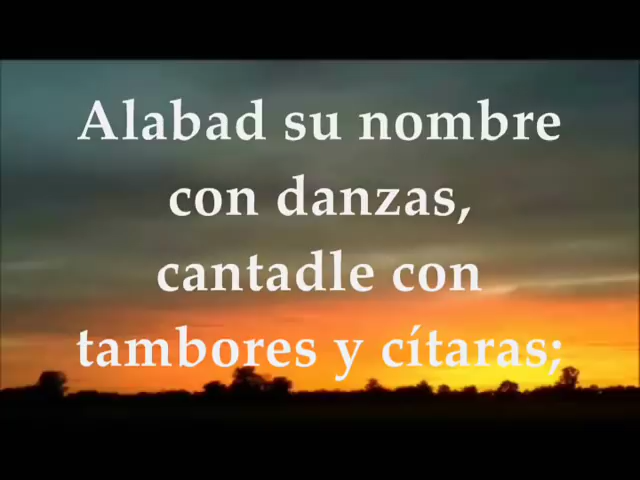 Alabad su nombre
con danzas,
cantadle con
tambores y cítaras;